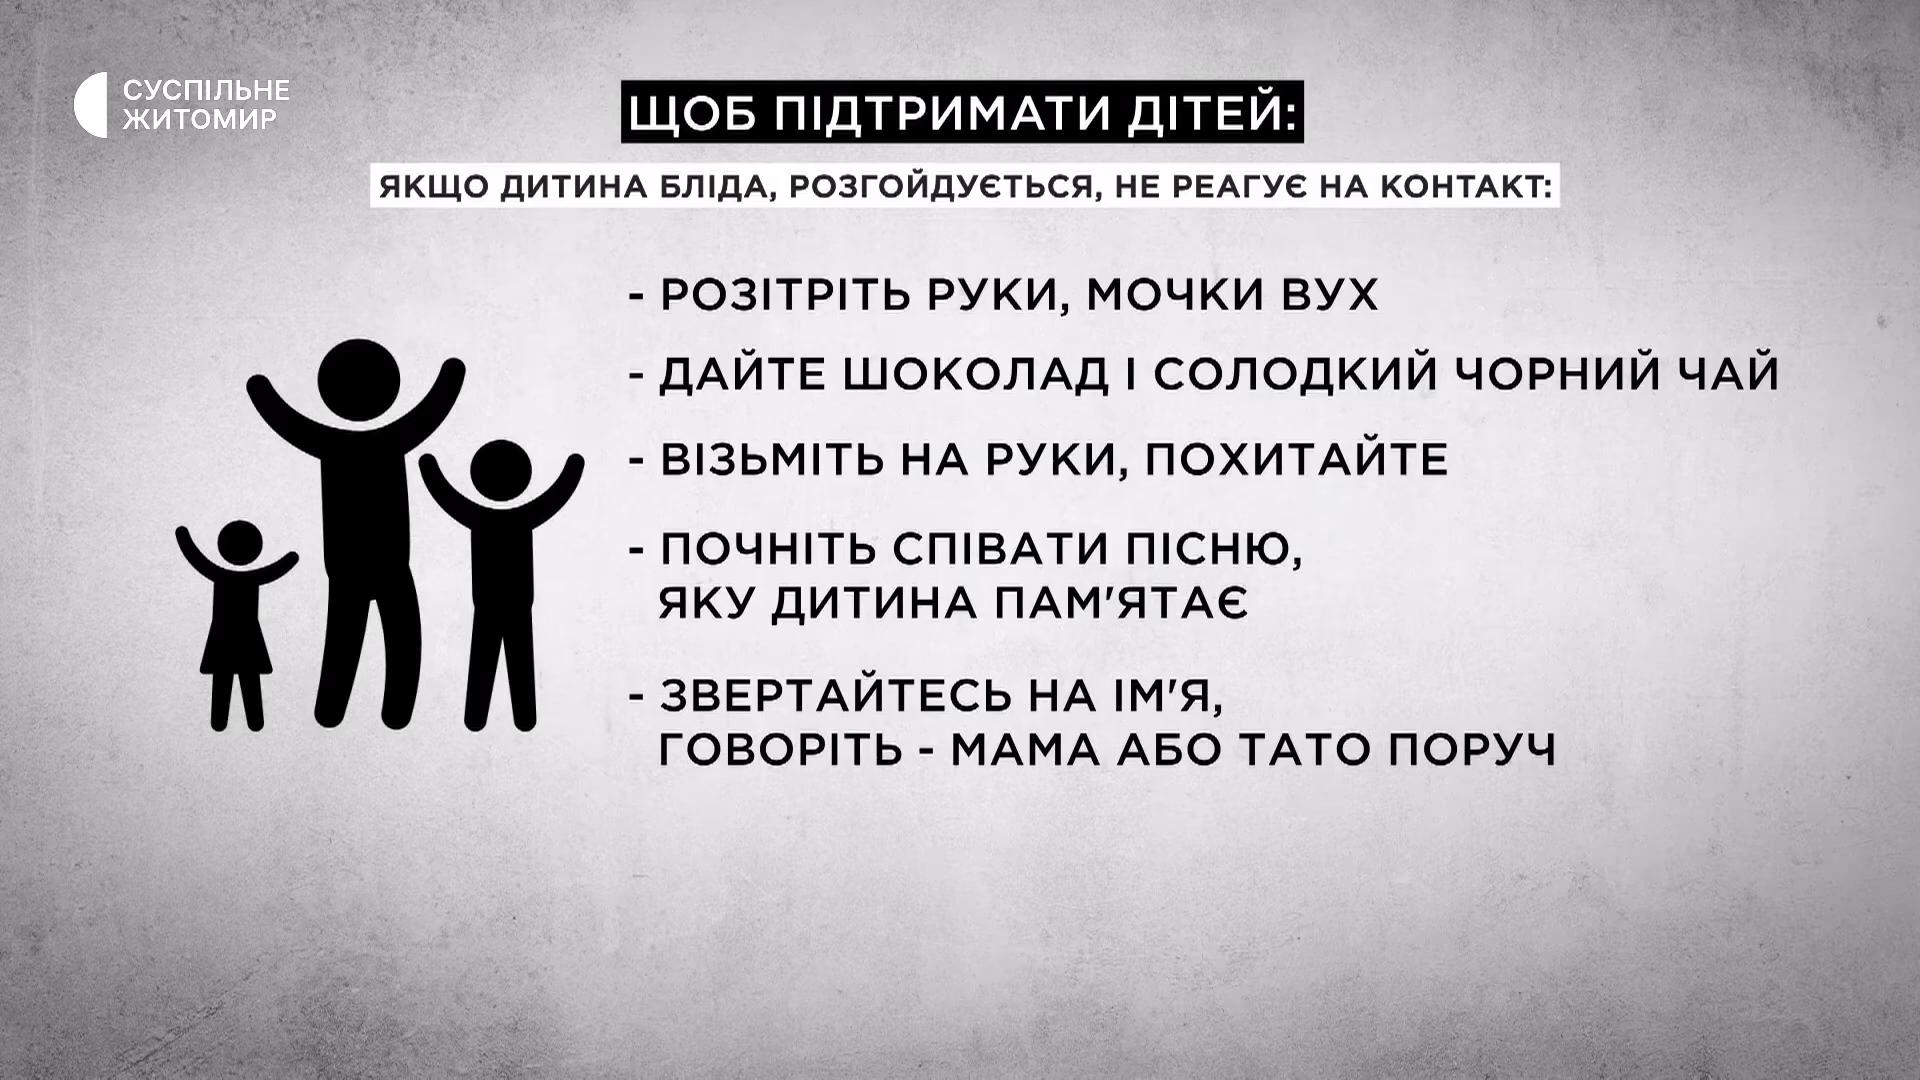 СУСПІЛЬНЕ
ЖИТОМИР
ЩОБ ПІДТРИМАТИ ДІТЕЙ:
ЯКЩО ДИТИНА БЛІДА, РОЗГОЙДУЄТЬСЯ, НЕ РЕАГУЄ НА КОНТАКТ:
- РОЗІТРІТЬ РУКИ, МОЧКИ ВУХ
- ДАЙТЕ ШОКОЛАД І СОЛОДКИЙ ЧОРНИЙ ЧАЙ
- ВІЗЬМІТЬ НА РУКИ, ПОХИТАЙТЕ
- ПОЧНІТЬ СПІВАТИ ПІСНЮ,
ЯКУ ДИТИНА ПАМ'ЯТАЄ
- ЗВЕРТАЙТЕСЬ НА ІМ'Я,
ГОВОРІТЬ - МАМА АБО ТАТО ПОРУЧ